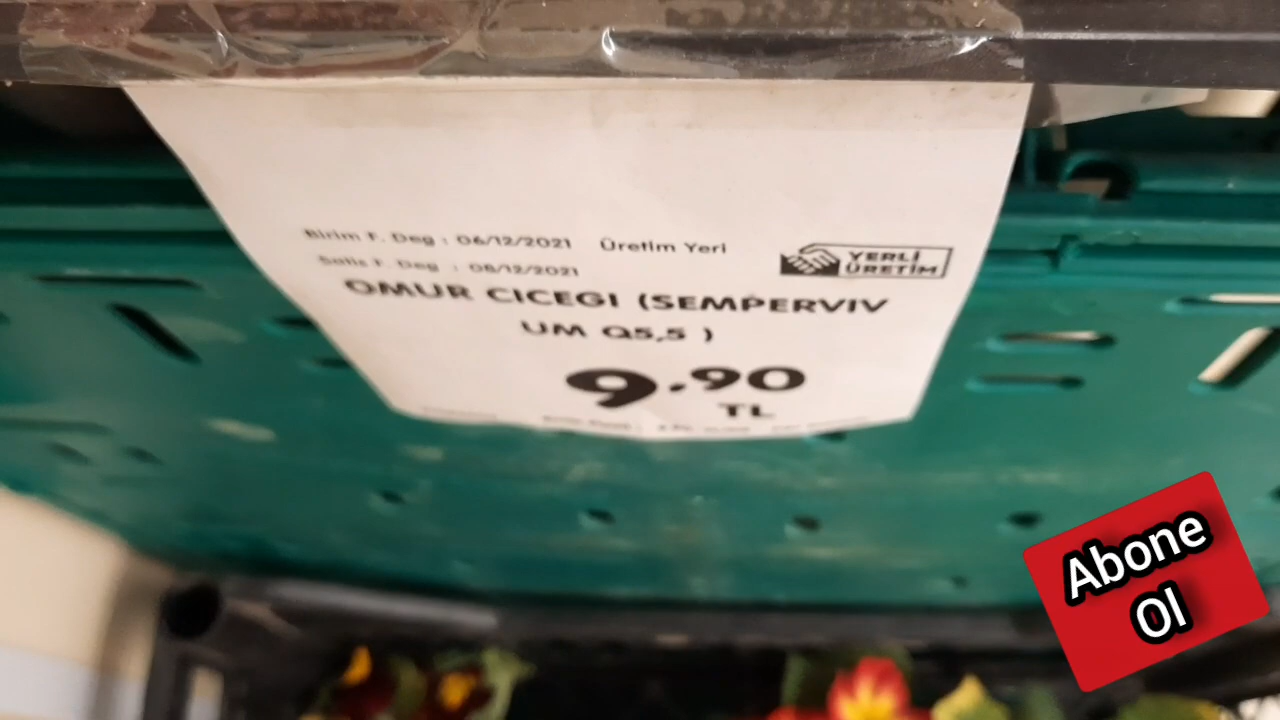 Birim F. Deg : 06/12/2021 Üretim Yeri
Satis F. Deg : 08/12/2021
YERLİ
ÜRETİM
OMUR CICEGI (SEMPERVIV
UM Q5,5 )
9.90
TL
Abone
Ol